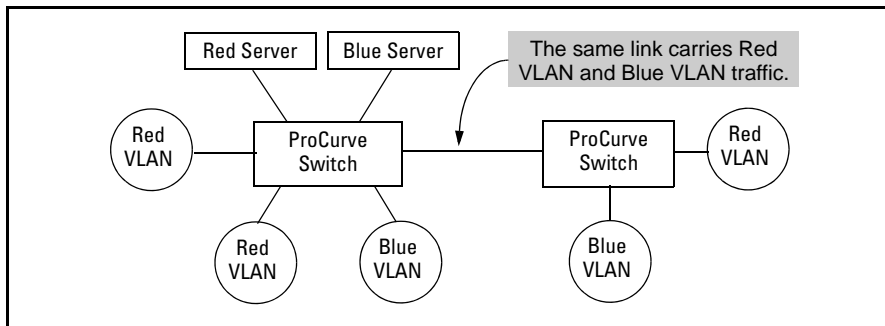 Red Server
Blue Server
The same link carries Red
VLAN and Blue VLAN traffic.
Red
VLAN
ProCurve
Switch
ProCurve
Switch
Red
VLAN
Red
VLAN
Blue
VLAN
Blue
VLAN